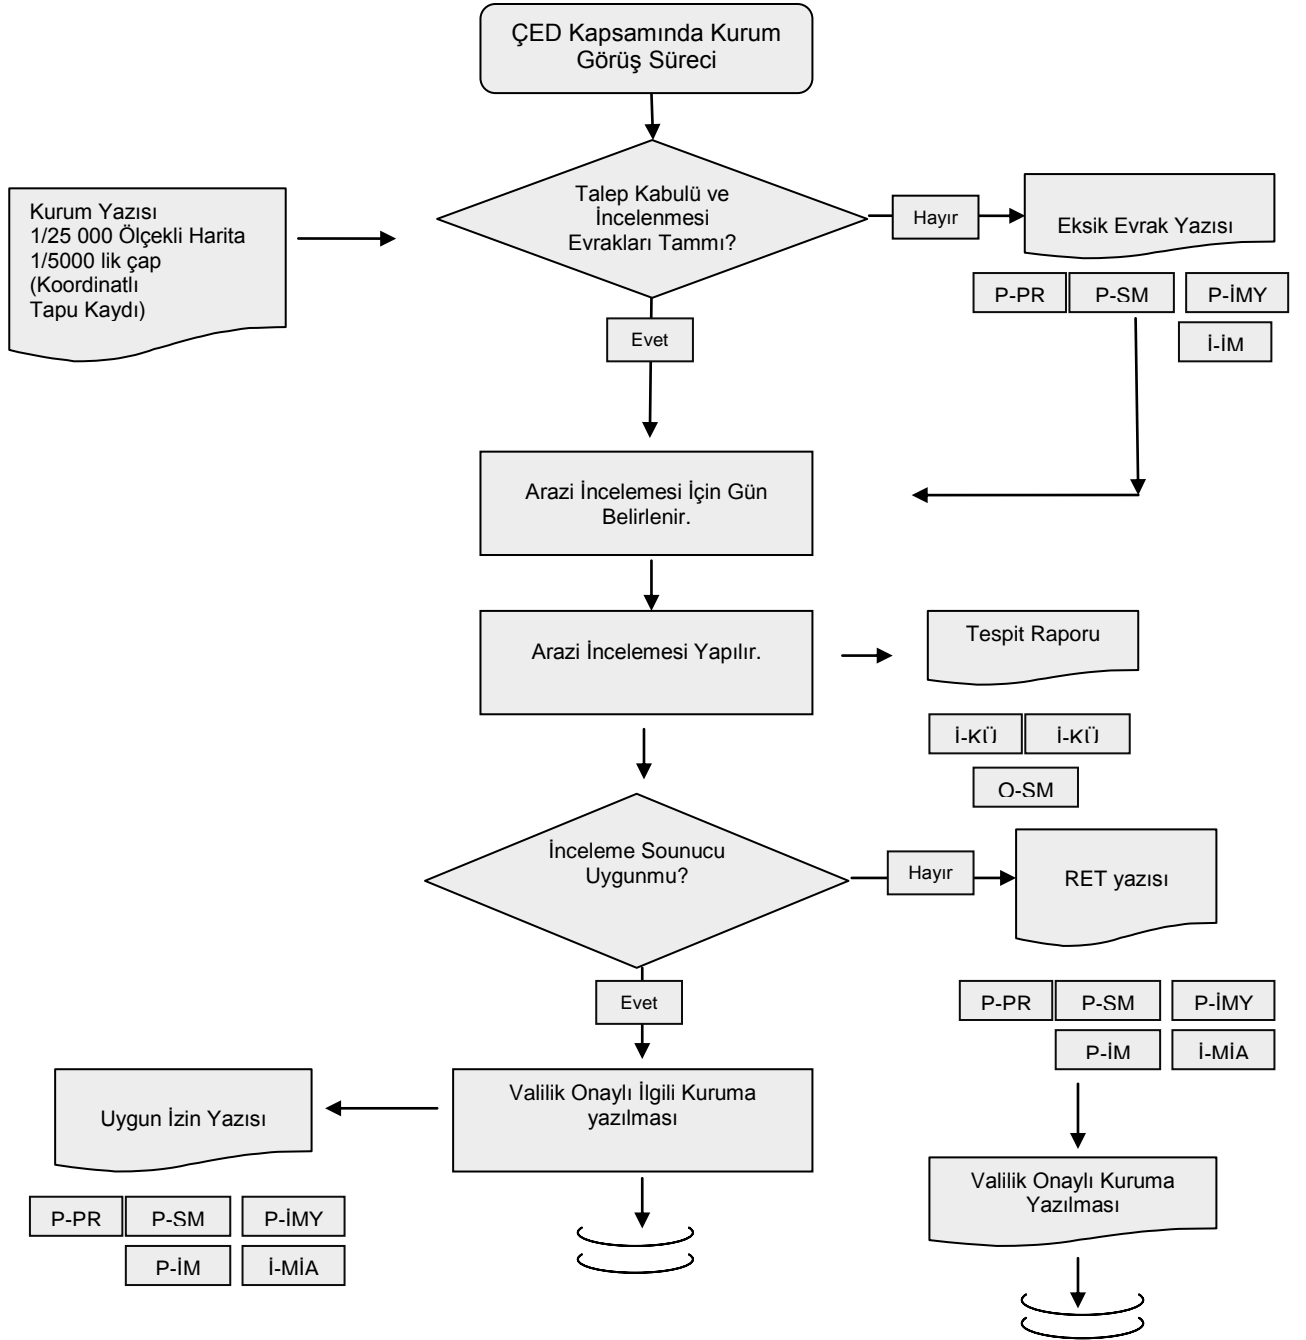 ÇED Kapsamında Kurum
Görüş Süreci
Talep Kabulü ve
İncelenmesi
Evrakları Tammı?
Kurum Yazısı
1/25 000 Ölçekli Harita
1/5000 lik çap
(Koordinatlı
Tapu Kaydı)
Hayır
Eksik Evrak Yazısı
P-PR
P-SM
P-İMY
İ-İM
Evet
Arazi İncelemesi İçin Gün
Belirlenir.
Arazi İncelemesi Yapılır.
Tespit Raporu
İ-KÜ
İ-KÜ
O-SM
İnceleme Sounucu
Uygunmu?
Hayır
RET yazısı
P-PR
P-SM
P-İMY
P-İM
İ-MİA
Evet
Valilik Onaylı İlgili Kuruma
yazılması
Uygun İzin Yazısı
P-PR
P-SM
P-İMY
P-İM
İ-MİA
Valilik Onaylı Kuruma
Yazılması